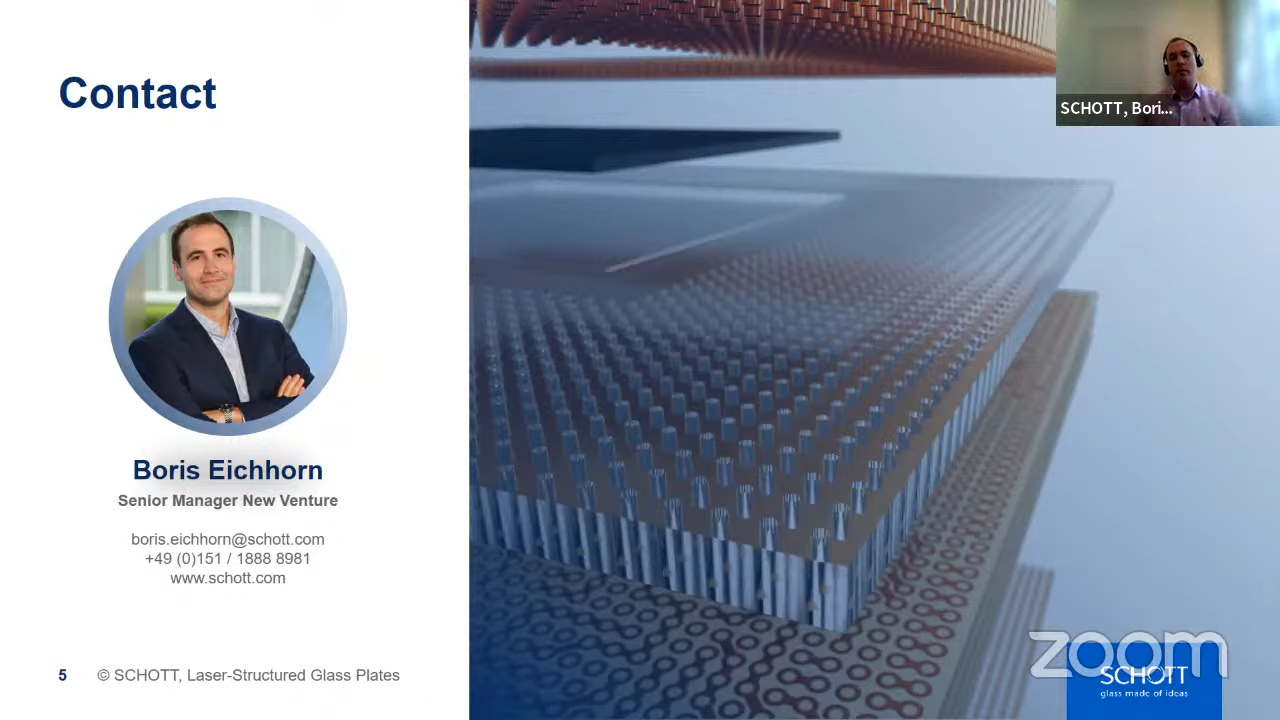 Contact
SCHOTT, Bori...
Boris Eichhorn
Senior Manager New Venture
boris.eichhorn@schott.com
+49 (0)151 / 1888 8981
www.schott.com
5 © SCHOTT, Laser-Structured Glass Plates
zoom
SCHOTT
glass made of ideas